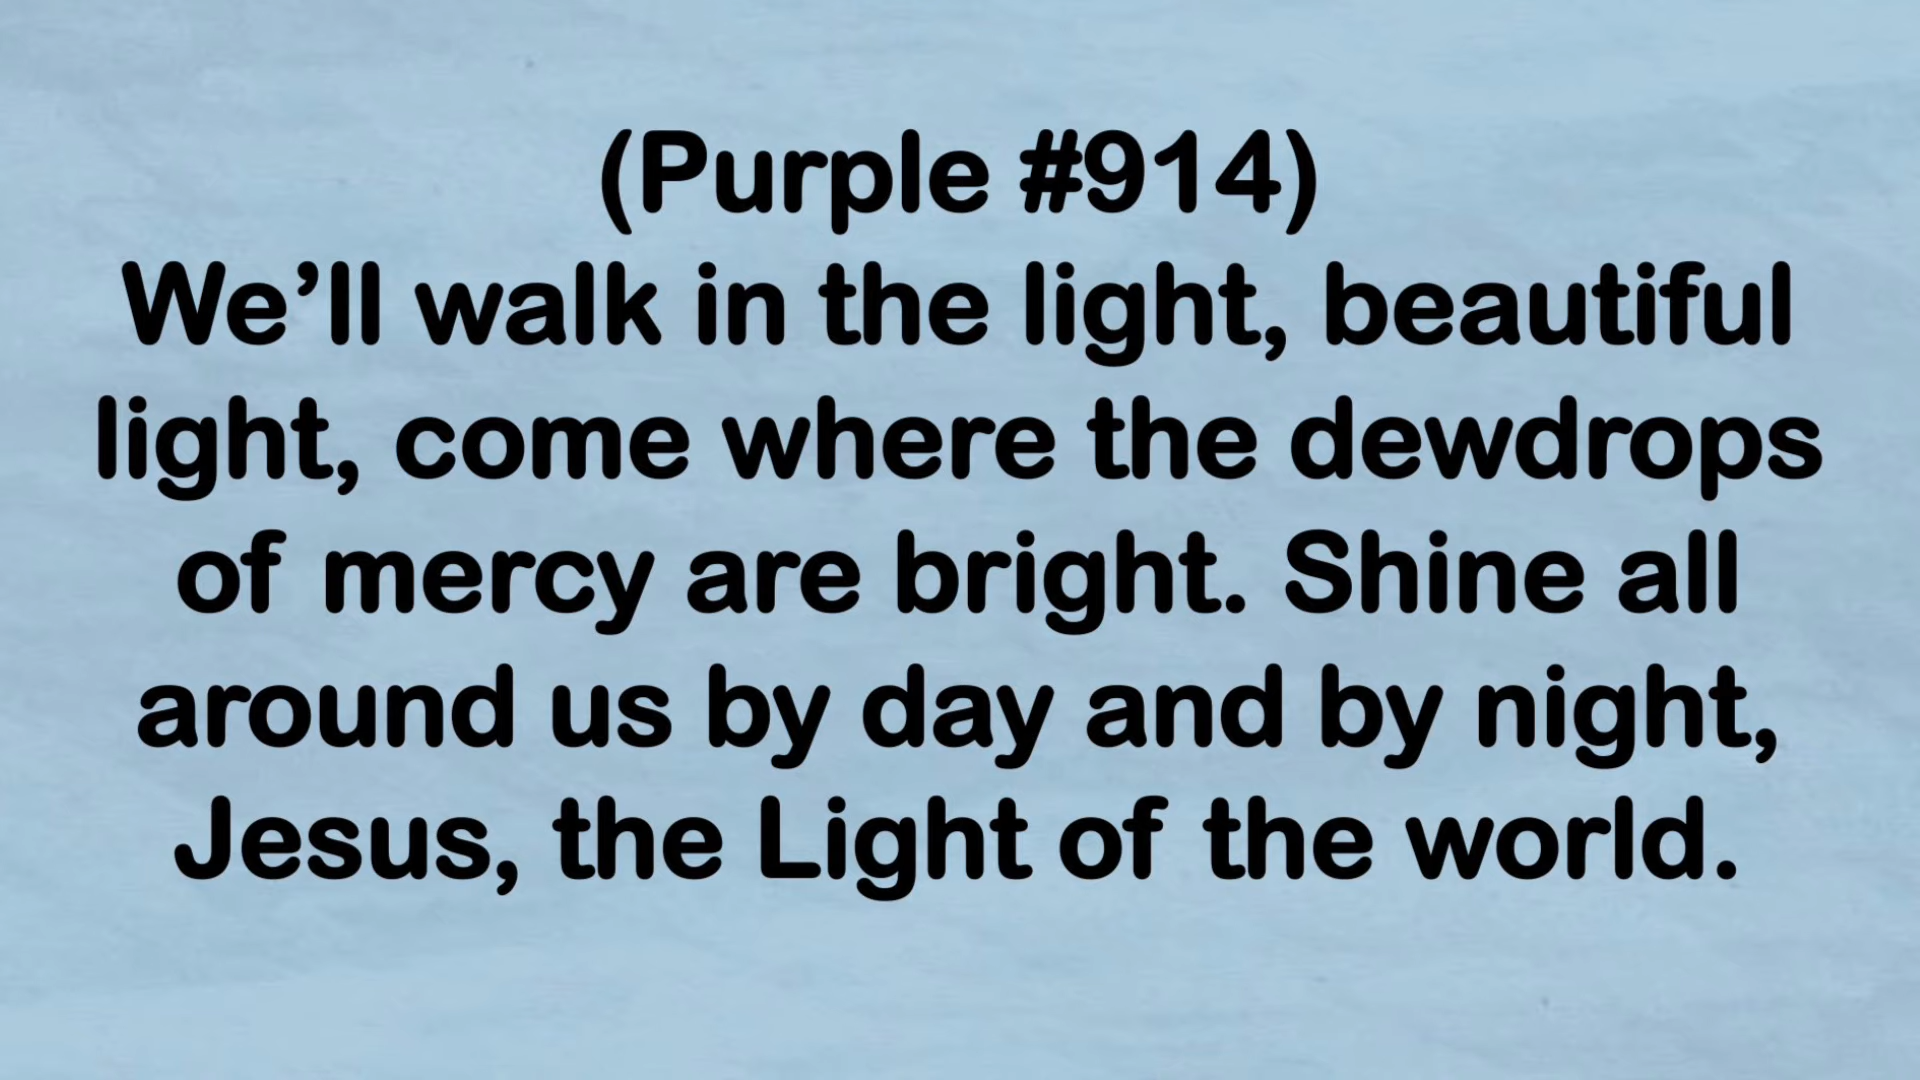 (Purple #914)
We’ll walk in the light, beautiful
light, come where the dewdrops
of mercy are bright. Shine all
around us by day and by night,
Jesus, the Light of the world.